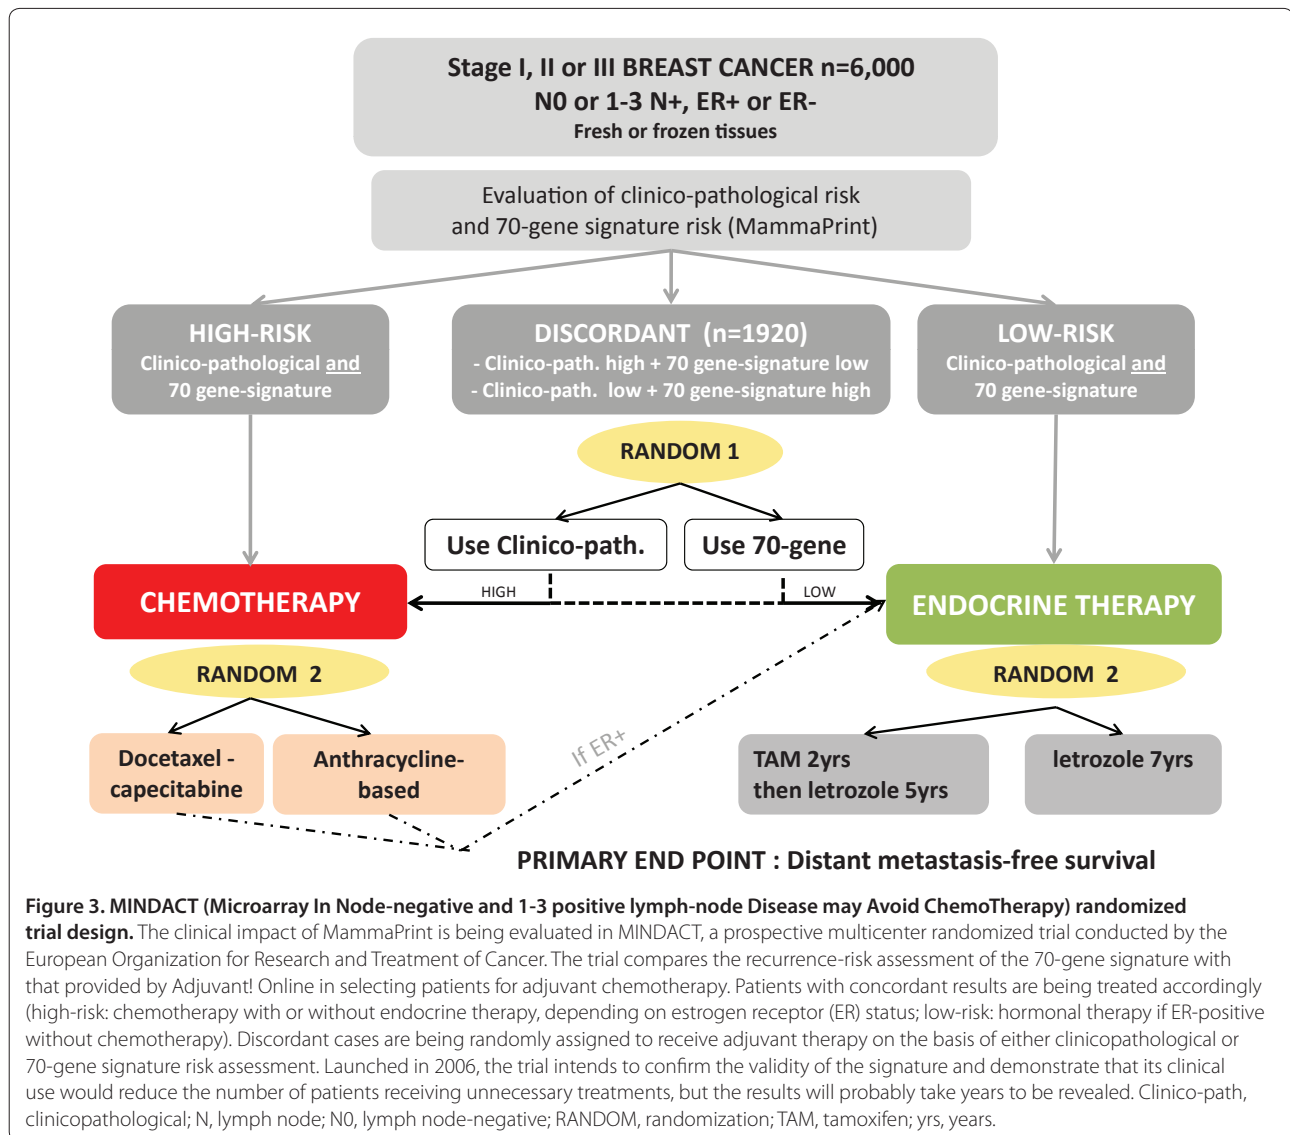 Stage I, II or III BREAST CANCER n=6,000
N0 or 1-3 N+, ER+ or ER-
Fresh or frozen tissues
Evaluation of clinico-pathological risk
and 70-gene signature risk (MammaPrint)
HIGH-RISK
Clinico-pathological and
70 gene-signature
DISCORDANT (n=1920)
- Clinico-path. high + 70 gene-signature low
- Clinico-path. low + 70 gene-signature high
LOW-RISK
Clinico-pathological and
70 gene-signature
RANDOM 1
Use Clinico-path.
Use 70-gene
CHEMOTHERAPY
HIGH
LOW
ENDOCRINE THERAPY
RANDOM 2
RANDOM 2
Docetaxel -
capecitabine
Anthracycline-
based
If ER+
TAM 2yrs
then letrozole 5yrs
letrozole 7yrs
PRIMARY END POINT : Distant metastasis-free survival
Figure 3. MINDACT (Microarray In Node-negative and 1-3 positive lymph-node Disease may Avoid ChemoTherapy) randomized
trial design. The clinical impact of MammaPrint is being evaluated in MINDACT, a prospective multicenter randomized trial conducted by the
European Organization for Research and Treatment of Cancer. The trial compares the recurrence-risk assessment of the 70-gene signature with
that provided by Adjuvant! Online in selecting patients for adjuvant chemotherapy. Patients with concordant results are being treated accordingly
(high-risk: chemotherapy with or without endocrine therapy, depending on estrogen receptor (ER) status; low-risk: hormonal therapy if ER-positive
without chemotherapy). Discordant cases are being randomly assigned to receive adjuvant therapy on the basis of either clinicopathological or
70-gene signature risk assessment. Launched in 2006, the trial intends to confirm the validity of the signature and demonstrate that its clinical
use would reduce the number of patients receiving unnecessary treatments, but the results will probably take years to be revealed. Clinico-path,
clinicopathological; N, lymph node; N0, lymph node-negative; RANDOM, randomization; TAM, tamoxifen; yrs, years.